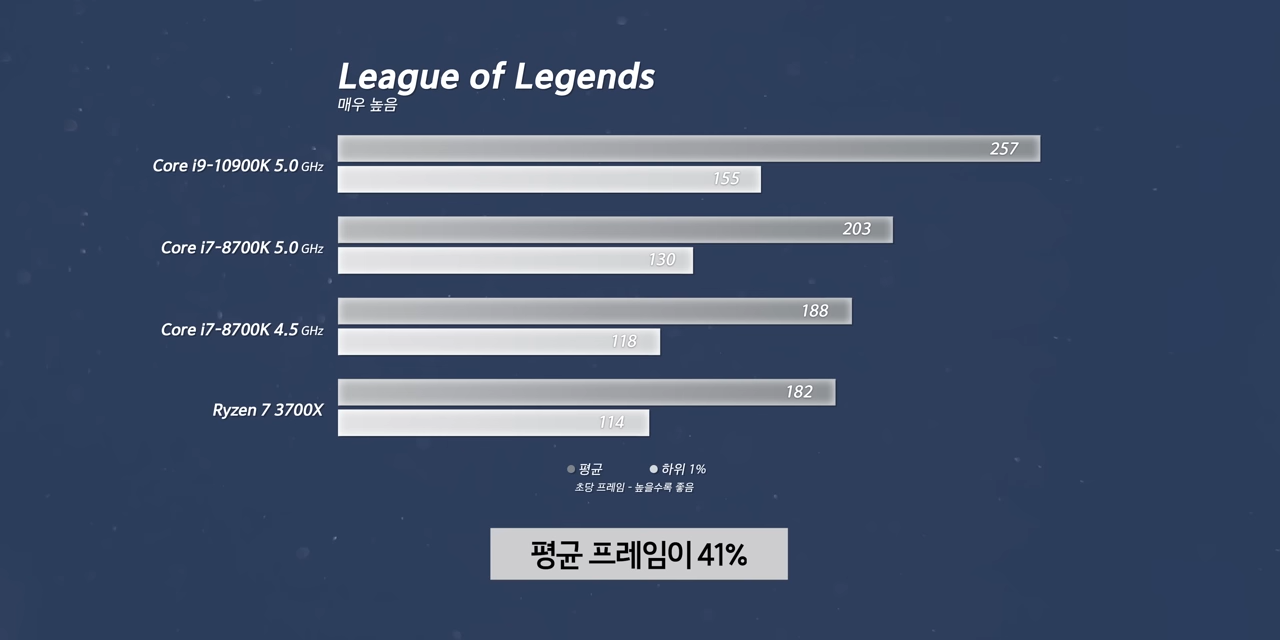 League of Legends
매우 높음
Core i9-10900K 5.0 GHz
257
155
Core i7-8700K 5.0 GHz
203
130
Core i7-8700K 4.5 GHz
188
118
Ryzen 7 3700X
182
114
평균 하위 1%
초당 프레임 - 높을수록 좋음
평균 프레임이 41%